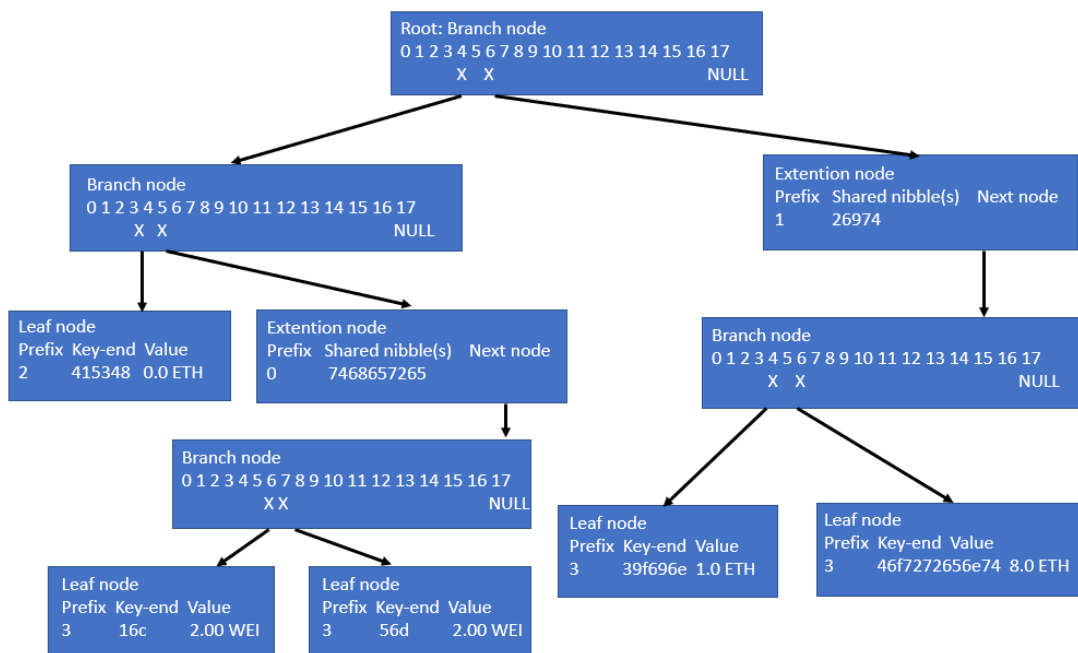 Root: Branch node
0 1 2 3 4 5 6 7 8 9 10 11 12 13 14 15 16 17
X X NULL
Branch node
0 1 2 3 4 5 6 7 8 9 10 11 12 13 14 15 16 17
X X NULL
Extention node
Prefix Shared nibble(s) Next node
1 26974
Leaf node
Prefix Key-end Value
2 415348 0.0 ETH
Extention node
Prefix Shared nibble(s) Next node
0 7468657265
Branch node
0 1 2 3 4 5 6 7 8 9 10 11 12 13 14 15 16 17
X X NULL
Branch node
0 1 2 3 4 5 6 7 8 9 10 11 12 13 14 15 16 17
X X NULL
Leaf node
Prefix Key-end Value
3 39f696e 1.0 ETH
Leaf node
Prefix Key-end Value
3 46f7272656e74 8.0 ETH
Leaf node
Prefix Key-end Value
3 16c 2.00 WEI
Leaf node
Prefix Key-end Value
3 56d 2.00 WEI